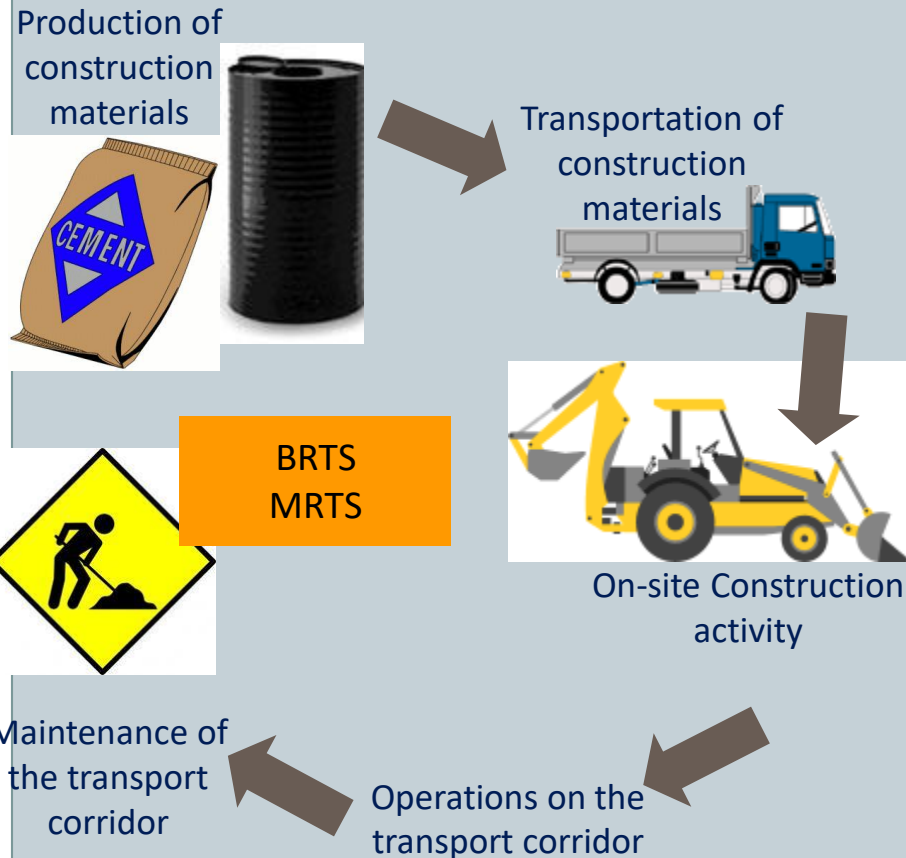 Production of
construction
materials
CEMENT
Transportation of
construction
materials
BRTS
MRTS
On-site Construction
activity
Operations on the
transport corridor
Maintenance of
the transport
corridor